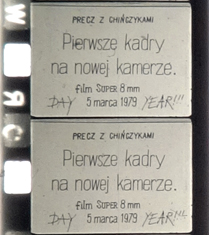 PRECZ Z CHIŃCZYKAMI
Pierwsze kadry
na nowej kamerze.
film SUPER 8 mm
DAY 5 marca 1979 YEAR!!!
PRECZ Z CHIŃCZYKAMI
Pierwsze kadry
na nowej kamerze.
film SUPER 8 mm
DAY 5 marca 1979